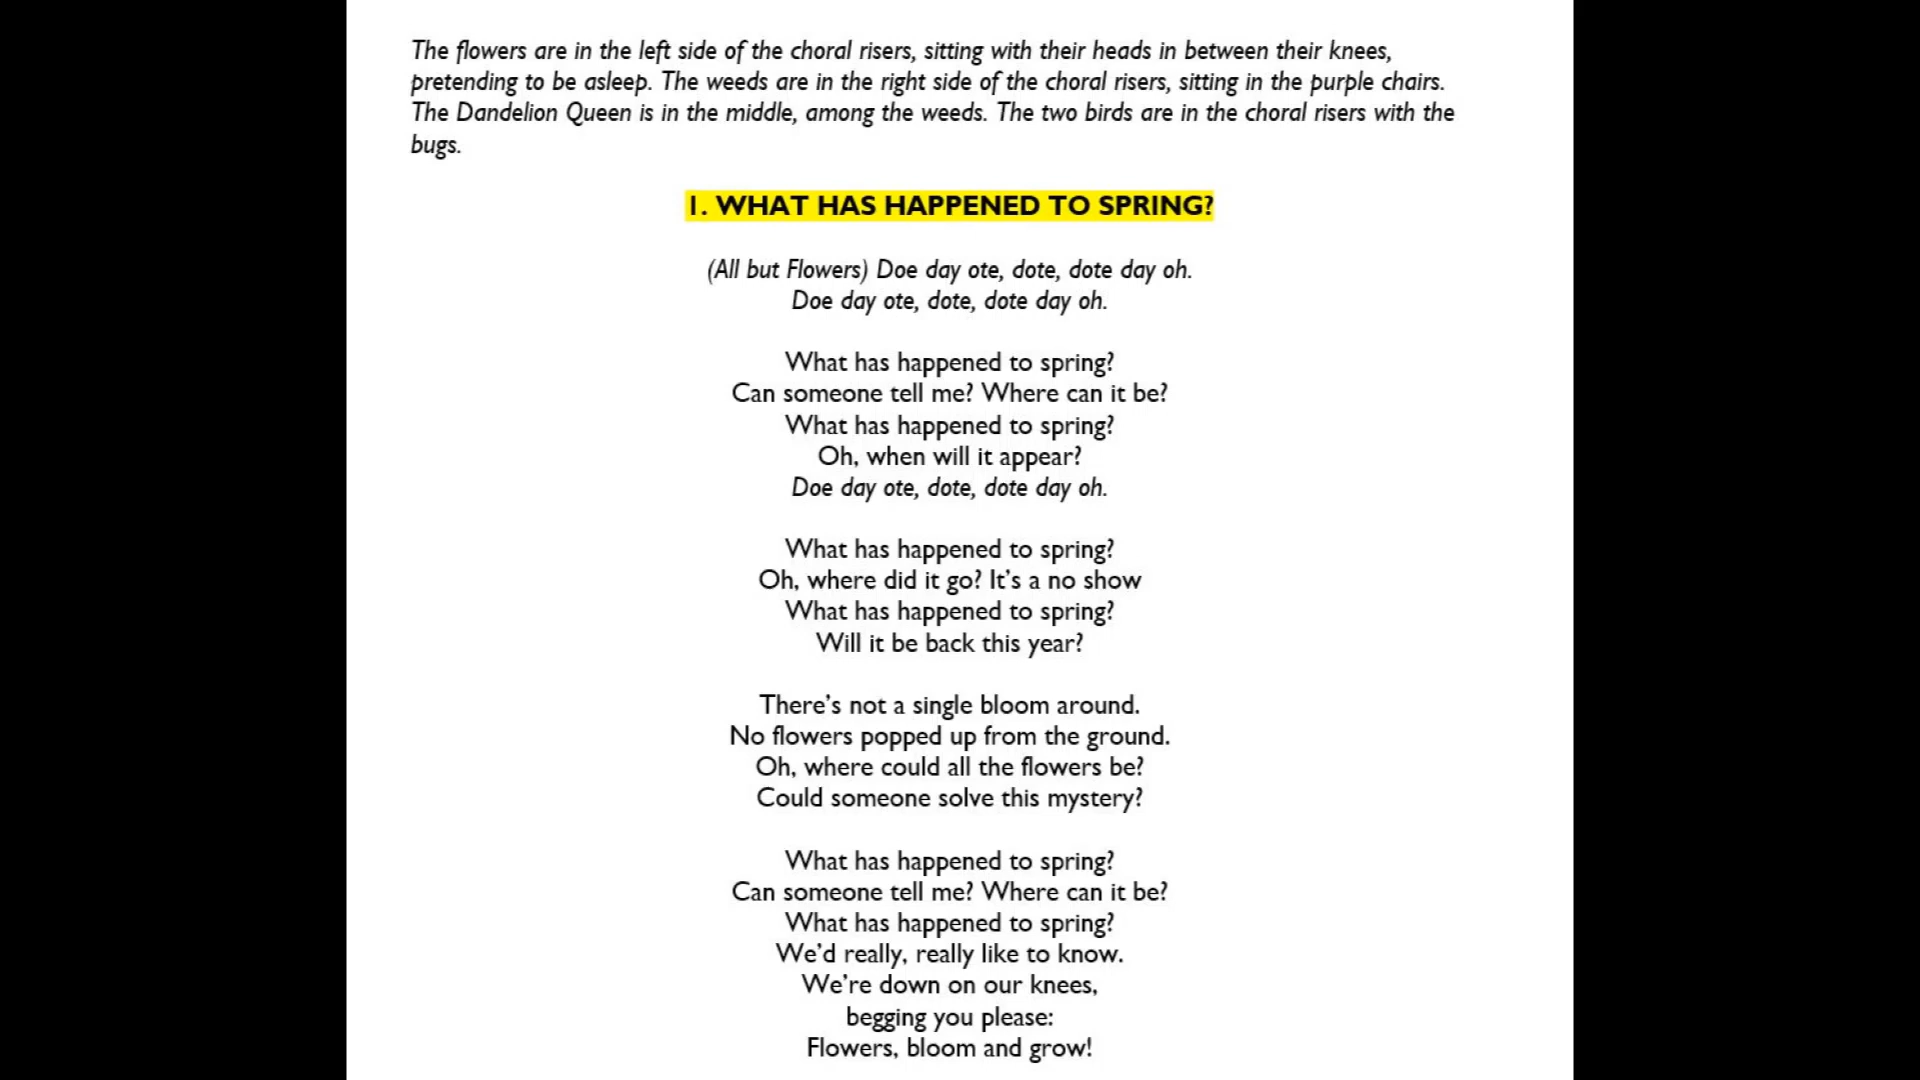 The flowers are in the left side of the choral risers, sitting with their heads in between their knees,
pretending to be asleep. The weeds are in the right side of the choral risers, sitting in the purple chairs.
The Dandelion Queen is in the middle, among the weeds. The two birds are in the choral risers with the
bugs.
1. WHAT HAS HAPPENED TO SPRING?
(All but Flowers) Doe day ote, dote, dote day oh.
Doe day ote, dote, dote day oh.
What has happened to spring?
Can someone tell me? Where can it be?
What has happened to spring?
Oh, when will it appear?
Doe day ote, dote, dote day oh.
What has happened to spring?
Oh, where did it go? It's a no show
What has happened to spring?
Will it be back this year?
There's not a single bloom around.
No flowers popped up from the ground.
Oh, where could all the flowers be?
Could someone solve this mystery?
What has happened to spring?
Can someone tell me? Where can it be?
What has happened to spring?
We'd really, really like to know.
We're down on our knees,
begging you please:
Flowers, bloom and grow!